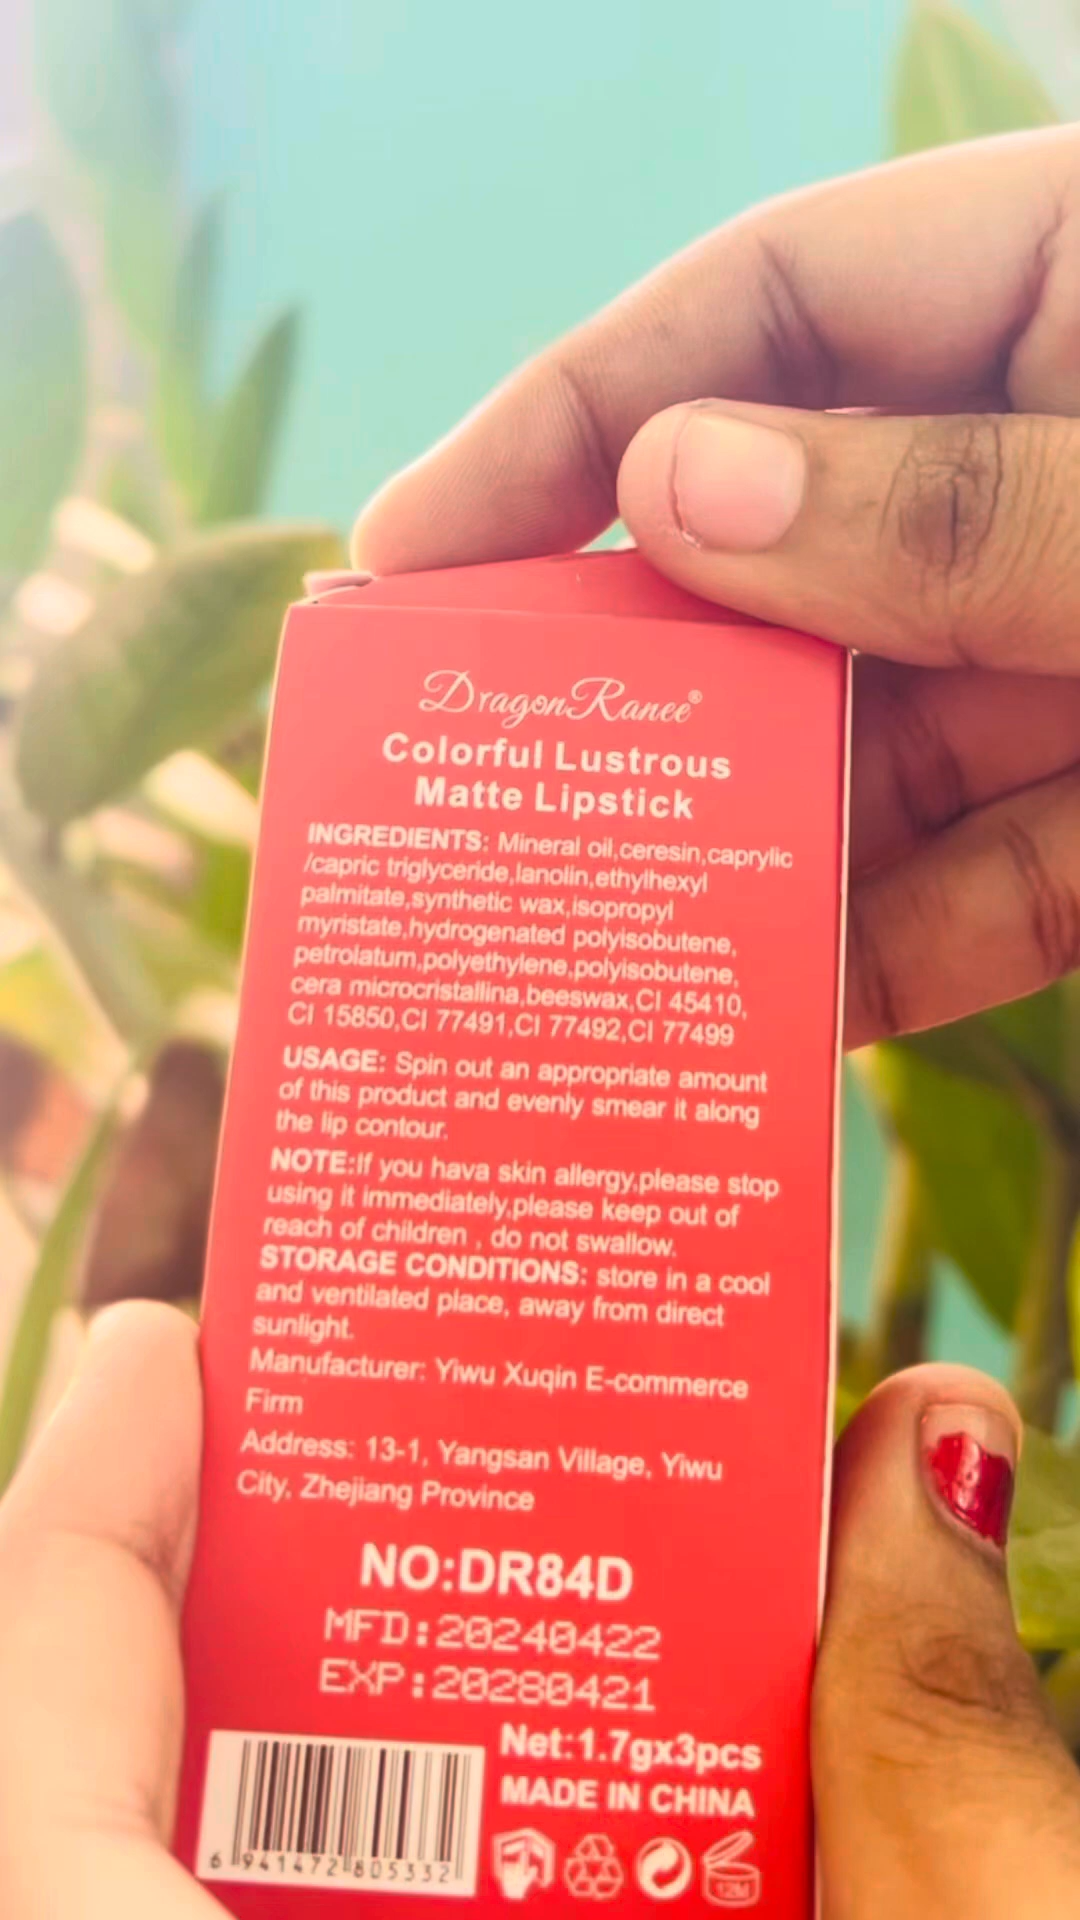 DragonRanee®
Colorful Lustrous
Matte Lipstick
INGREDIENTS: Mineral oil,ceresin,caprylic
/capric triglyceride,lanolin,ethylhexyl
palmitate,synthetic wax,isopropyl
myristate,hydrogenated polyisobutene,
petrolatum,polyethylene,polyisobutene,
cera microcristallina,beeswax,CI 45410,
CI 15850,CI 77491,CI 77492,CI 77499
USAGE: Spin out an appropriate amount
of this product and evenly smear it along
the lip contour.
NOTE:If you hava skin allergy,please stop
using it immediately,please keep out of
reach of children , do not swallow.
STORAGE CONDITIONS: store in a cool
and ventilated place, away from direct
sunlight.
Manufacturer: Yiwu Xuqin E-commerce
Firm
Address: 13-1, Yangsan Village, Yiwu
City, Zhejiang Province
NO:DR84D
MFD:20240422
EXP:20280421
Net:1.7gx3pcs
MADE IN CHINA
6 941472 805332
12M